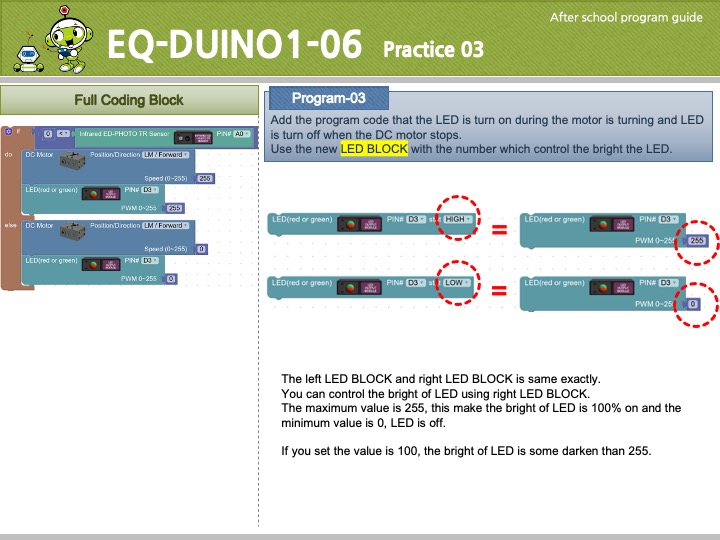 After school program guide
EQ-DUINO1-06 Practice 03
Full Coding Block
if 0 < Infrared ED-PHOTO TR Sensor PIN# A0
do DC Motor Position/Direction LM / Forward
Speed (0~255) 255
LED(red or green) PIN# D3
PWM 0~255 255
else DC Motor Position/Direction LM / Forward
Speed (0~255) 0
LED(red or green) PIN# D3
PWM 0~255 0
Program-03
Add the program code that the LED is turn on during the motor is turning and LED
is turn off when the DC motor stops.
Use the new LED BLOCK with the number which control the bright the LED.
LED(red or green) PIN# D3 HIGH = LED(red or green) PIN# D3
PWM 0~255 255
LED(red or green) PIN# D3 LOW = LED(red or green) PIN# D3
PWM 0~255 0
The left LED BLOCK and right LED BLOCK is same exactly.
You can control the bright of LED using right LED BLOCK.
The maximum value is 255, this make the bright of LED is 100% on and the
minimum value is 0, LED is off.
If you set the value is 100, the bright of LED is some darken than 255.